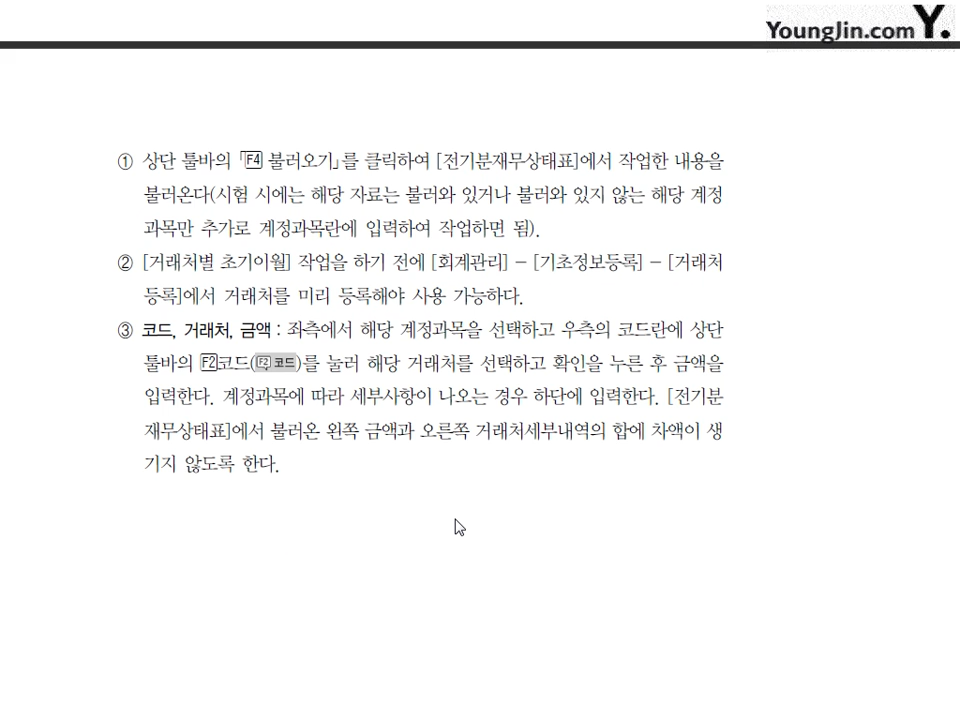 YoungJin.com Y.
① 상단 툴바의 「F4 불러오기」를 클릭하여 [전기분재무상태표]에서 작업한 내용을
불러온다(시험 시에는 해당 자료는 불러와 있거나 불러와 있지 않는 해당 계정
과목만 추가로 계정과목란에 입력하여 작업하면 됨).
② [거래처별 초기이월] 작업을 하기 전에 [회계관리] – [기초정보등록] – [거래처
등록]에서 거래처를 미리 등록해야 사용 가능하다.
③ 코드, 거래처, 금액 : 좌측에서 해당 계정과목을 선택하고 우측의 코드란에 상단
툴바의 F2코드(F2 코드)를 눌러 해당 거래처를 선택하고 확인을 누른 후 금액을
입력한다. 계정과목에 따라 세부사항이 나오는 경우 하단에 입력한다. [전기분
재무상태표]에서 불러온 왼쪽 금액과 오른쪽 거래처세부내역의 합에 차액이 생
기지 않도록 한다.